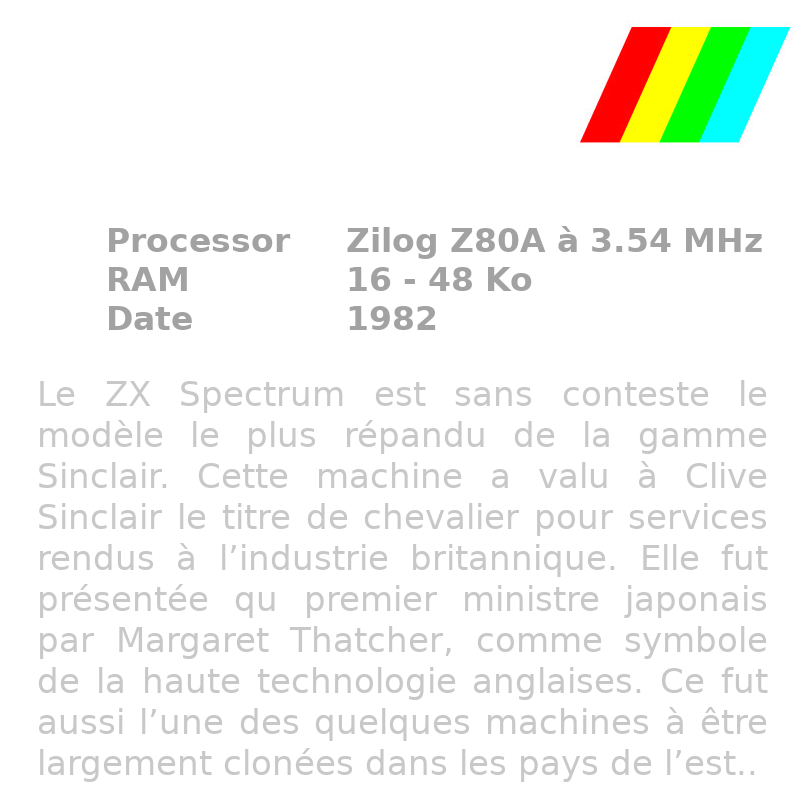 Processor Zilog Z80A à 3.54 MHz
RAM 16 - 48 Ko
Date 1982
Le ZX Spectrum est sans conteste le
modèle le plus répandu de la gamme
Sinclair. Cette machine a valu à Clive
Sinclair le titre de chevalier pour services
rendus à l’industrie britannique. Elle fut
présentée qu premier ministre japonais
par Margaret Thatcher, comme symbole
de la haute technologie anglaises. Ce fut
aussi l’une des quelques machines à être
largement clonées dans les pays de l’est..